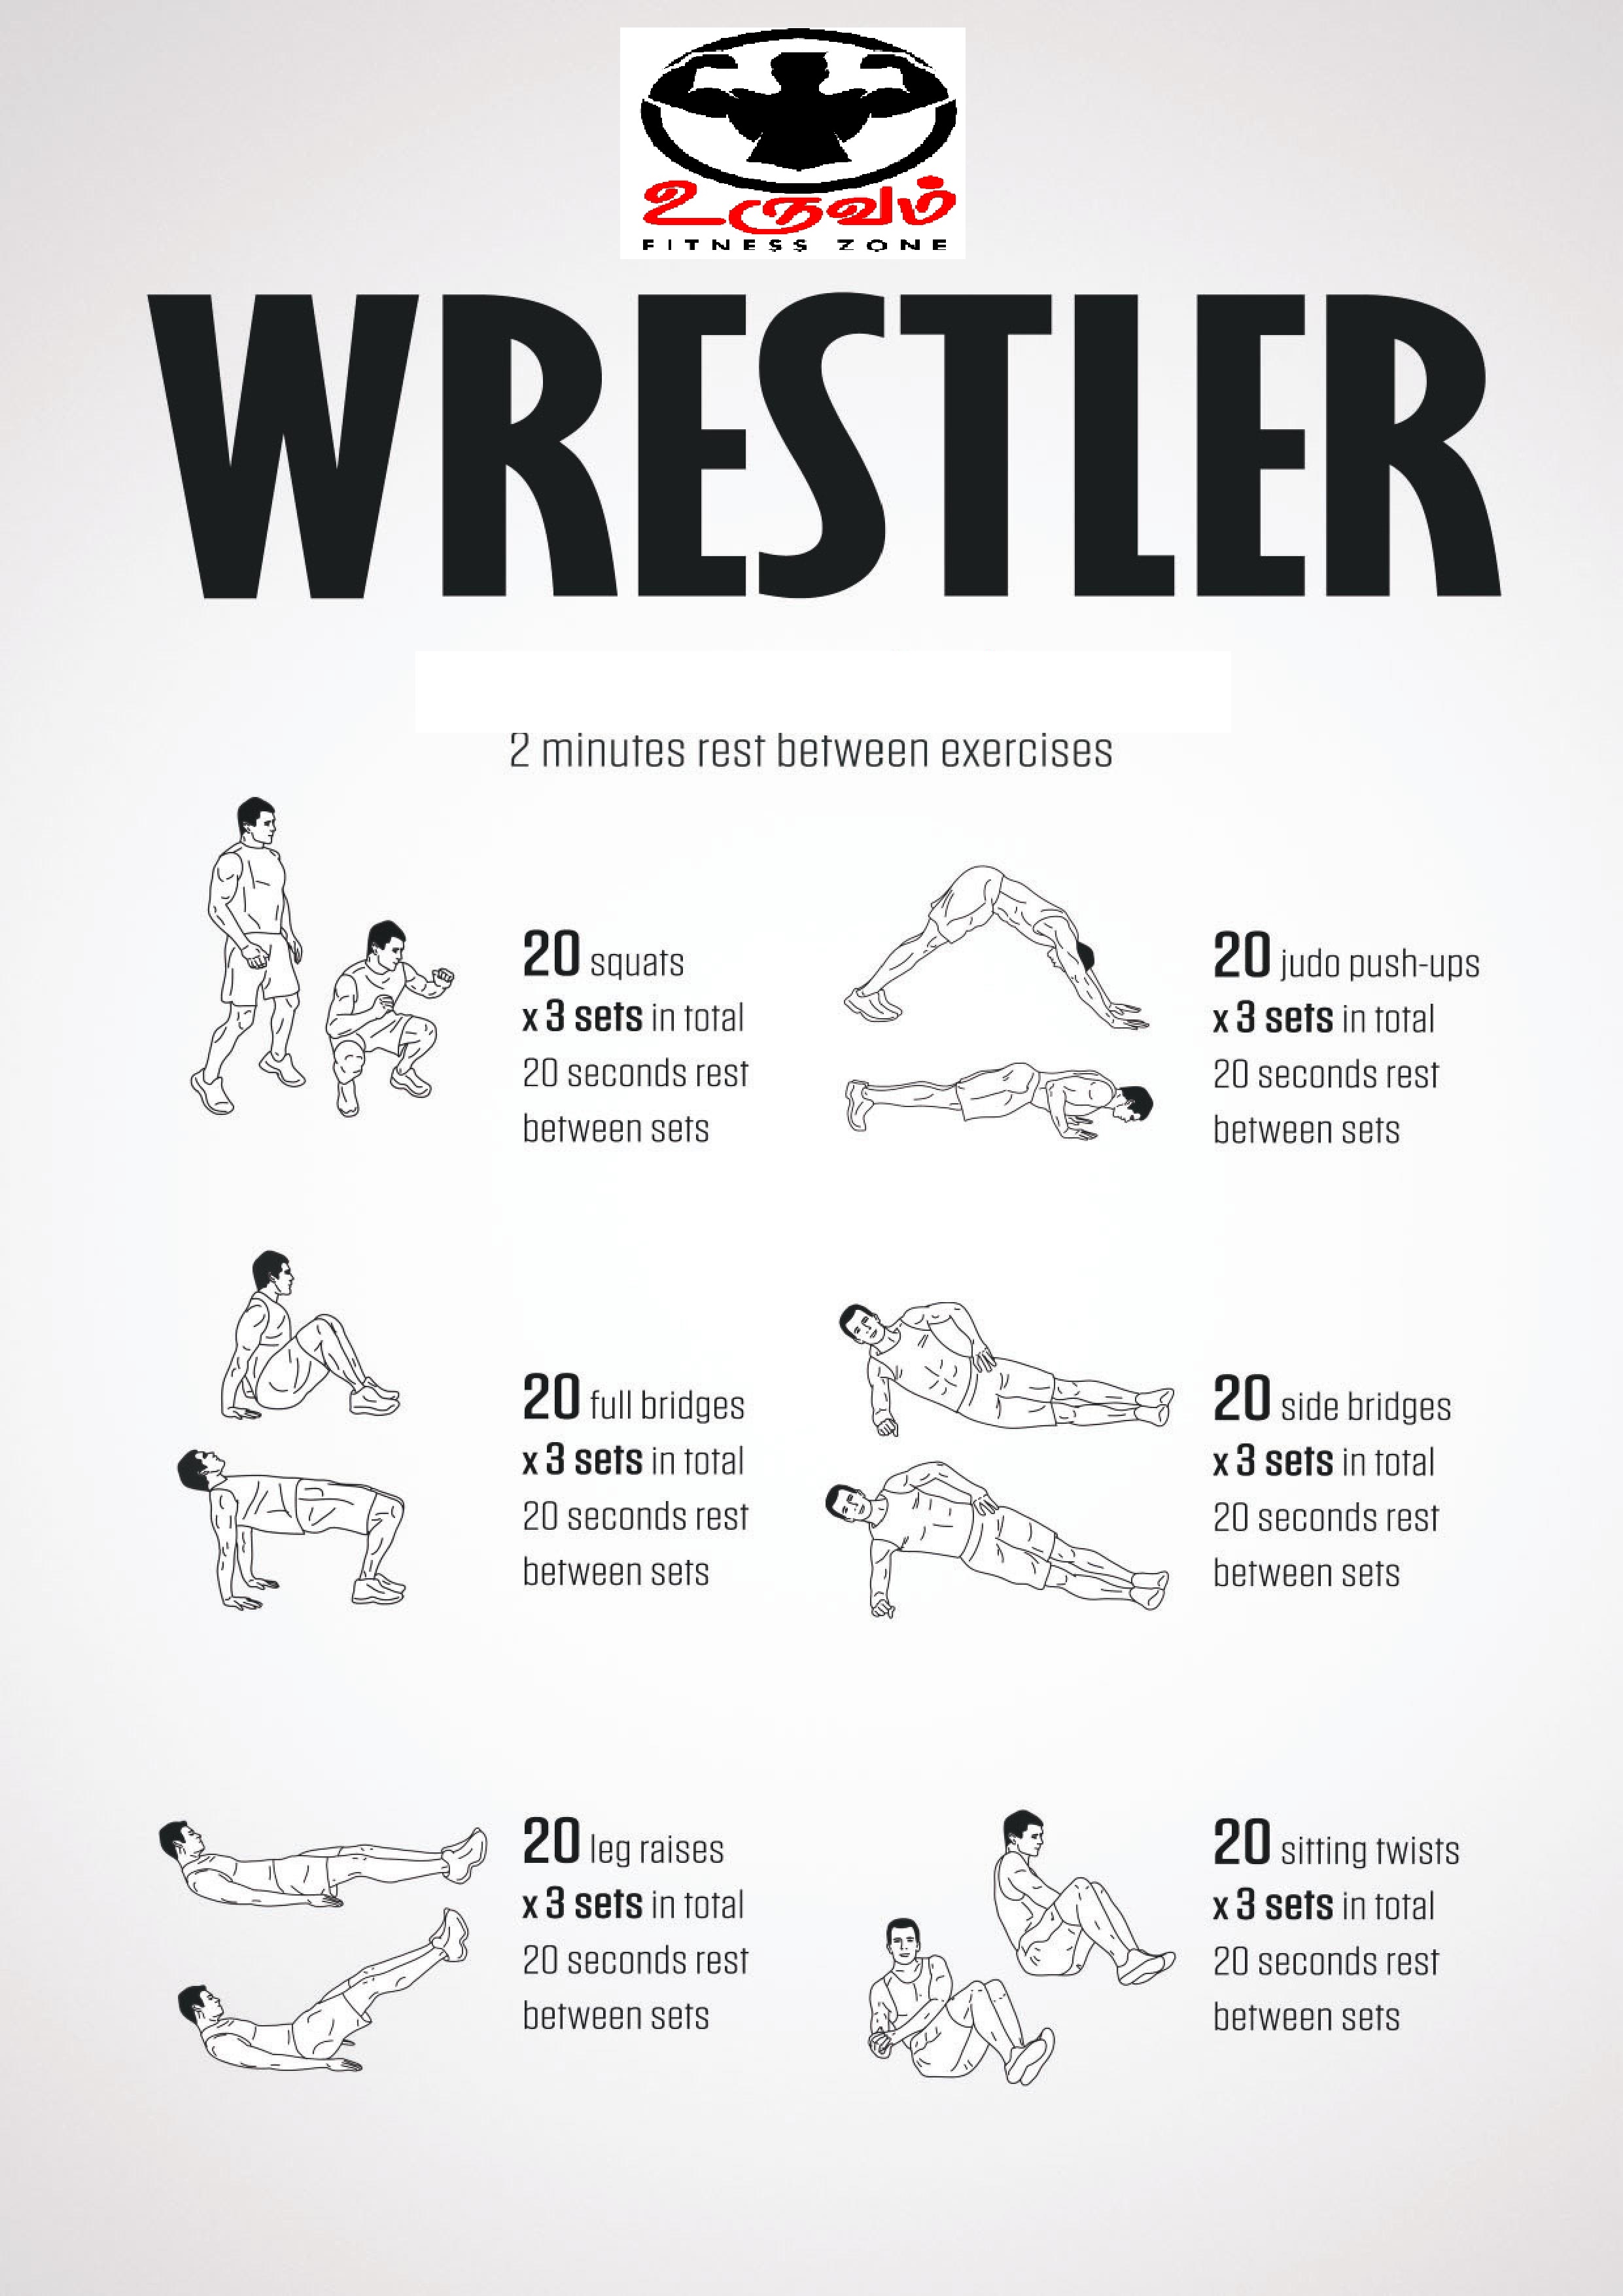 உருவம்
FITNESS ZONE
WRESTLER
2 minutes rest between exercises
20 squats
x 3 sets in total
20 seconds rest
between sets
20 judo push-ups
x 3 sets in total
20 seconds rest
between sets
20 full bridges
x 3 sets in total
20 seconds rest
between sets
20 side bridges
x 3 sets in total
20 seconds rest
between sets
20 leg raises
x 3 sets in total
20 seconds rest
between sets
20 sitting twists
x 3 sets in total
20 seconds rest
between sets